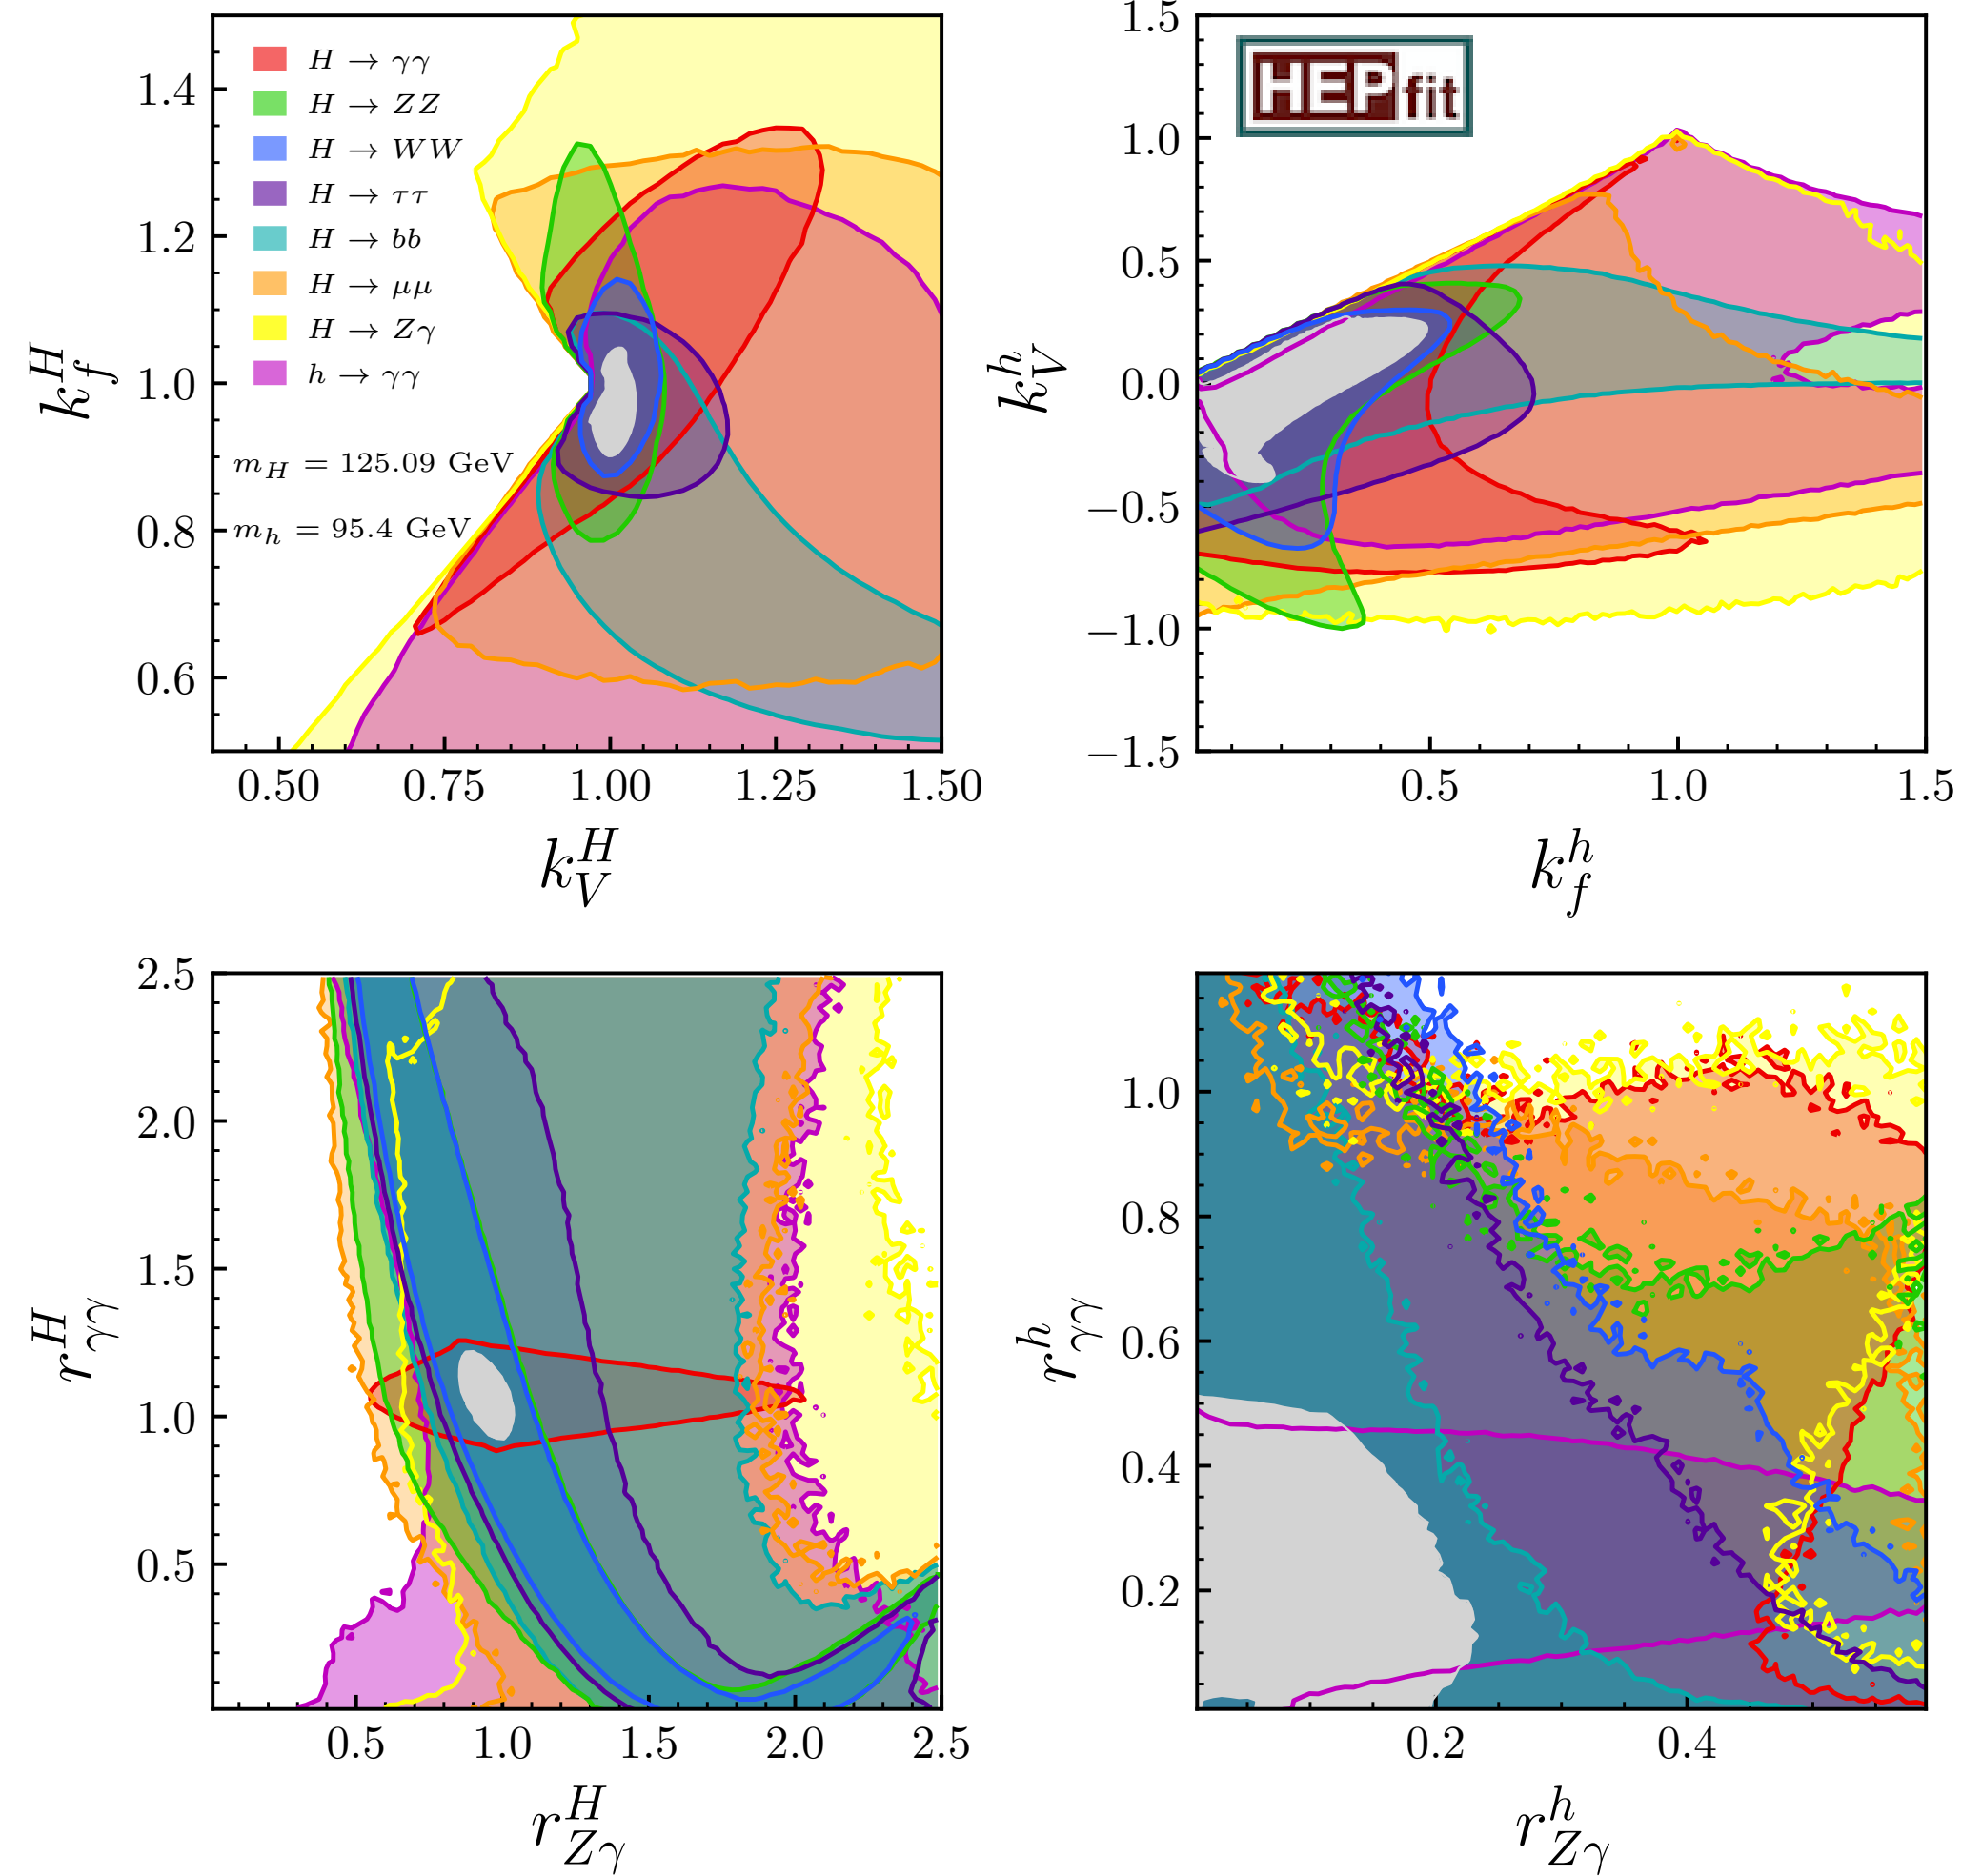 H → γγ
H → ZZ
H → WW
H → ττ
H → bb
H → μμ
H → Zγ
h → γγ
m_H = 125.09 GeV
m_h = 95.4 GeV
1.4
1.2
1.0
0.8
0.6
k_f^H
0.50 0.75 1.00 1.25 1.50
k_V^H
HEPfit
1.5
1.0
0.5
0.0
−0.5
−1.0
−1.5
k_V^h
0.5 1.0 1.5
k_f^h
2.5
2.0
1.5
1.0
0.5
r_γγ^H
0.5 1.0 1.5 2.0 2.5
r_Zγ^H
1.0
0.8
0.6
0.4
0.2
r_γγ^h
0.2 0.4
r_Zγ^h